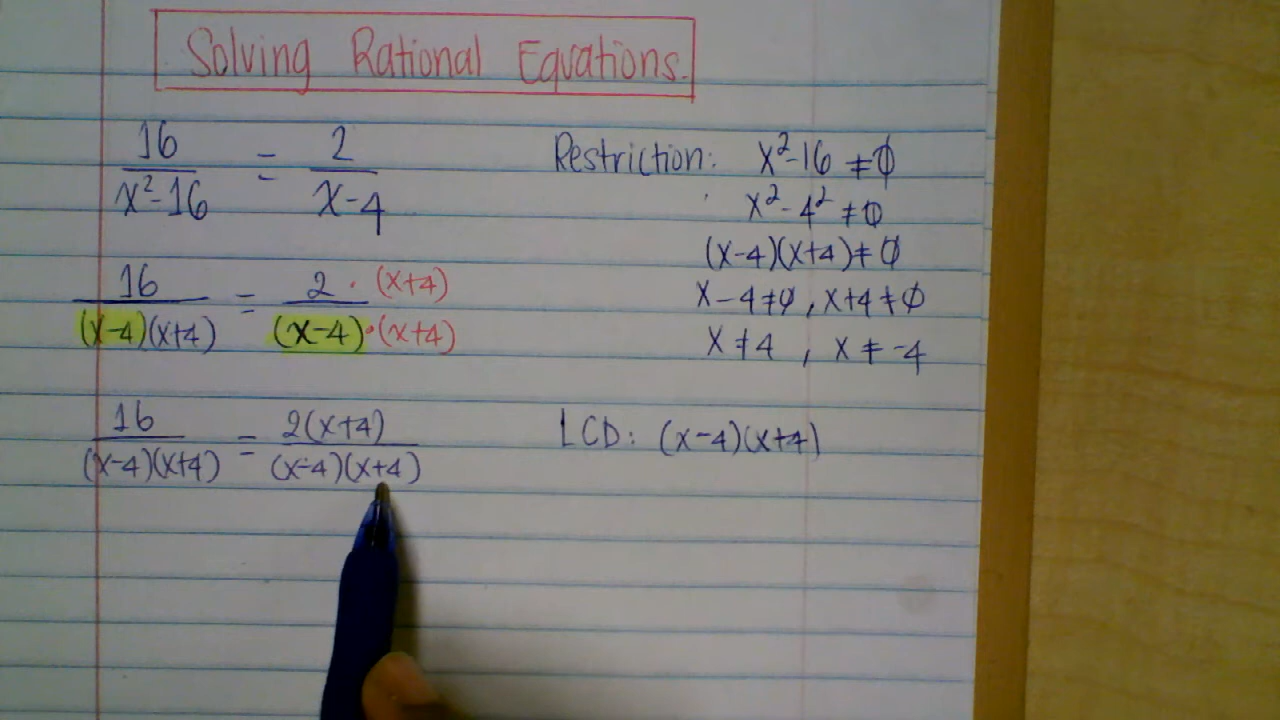 Solving Rational Equations.
16/(x²-16) = 2/(x-4)
Restriction: x²-16 ≠ 0
x²-4² ≠ 0
(x-4)(x+4) ≠ 0
x-4 ≠ 0, x+4 ≠ 0
x ≠ 4, x ≠ -4
16/((x-4)(x+4)) = 2·(x+4)/((x-4)·(x+4))
16/((x-4)(x+4)) = 2(x+4)/((x-4)(x+4))
LCD: (x-4)(x+4)